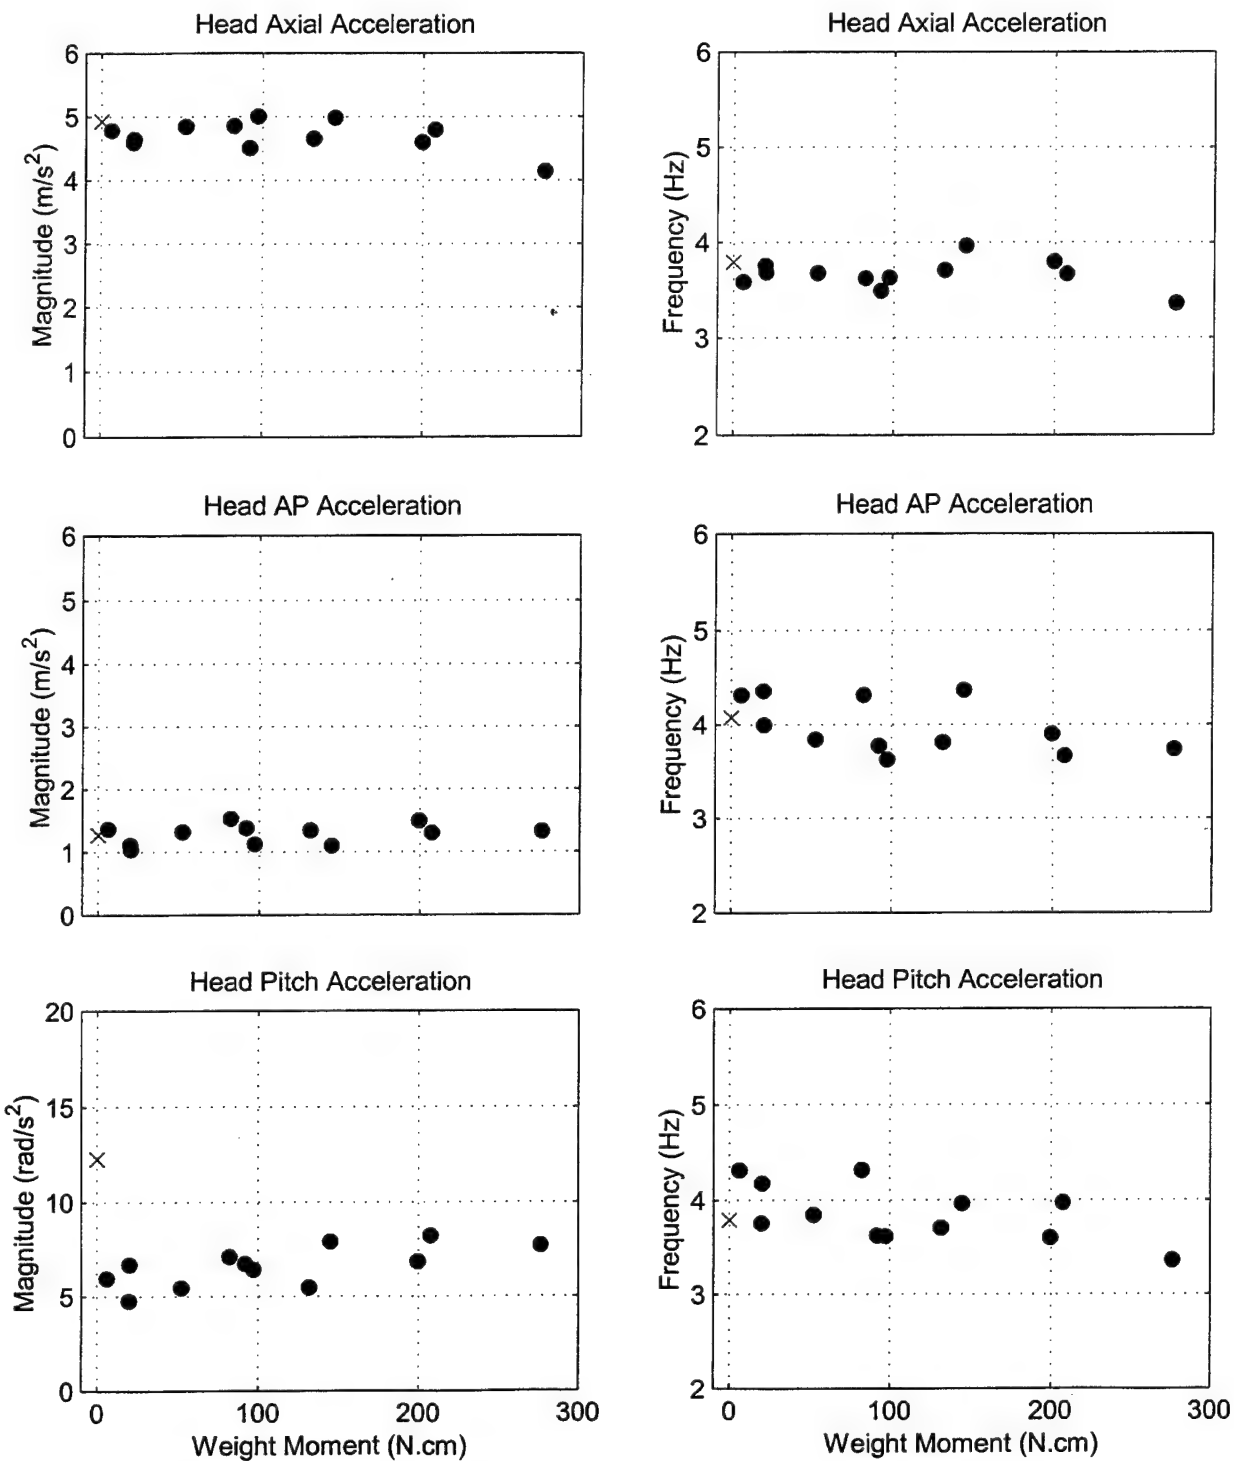 Head Axial Acceleration
6
5
4
3
2
1
0
Magnitude (m/s²)
Head Axial Acceleration
6
5
4
3
2
Frequency (Hz)
Head AP Acceleration
6
5
4
3
2
1
0
Magnitude (m/s²)
Head AP Acceleration
6
5
4
3
2
Frequency (Hz)
Head Pitch Acceleration
20
15
10
5
0
Magnitude (rad/s²)
0 100 200 300
Weight Moment (N.cm)
Head Pitch Acceleration
6
5
4
3
2
Frequency (Hz)
0 100 200 300
Weight Moment (N.cm)